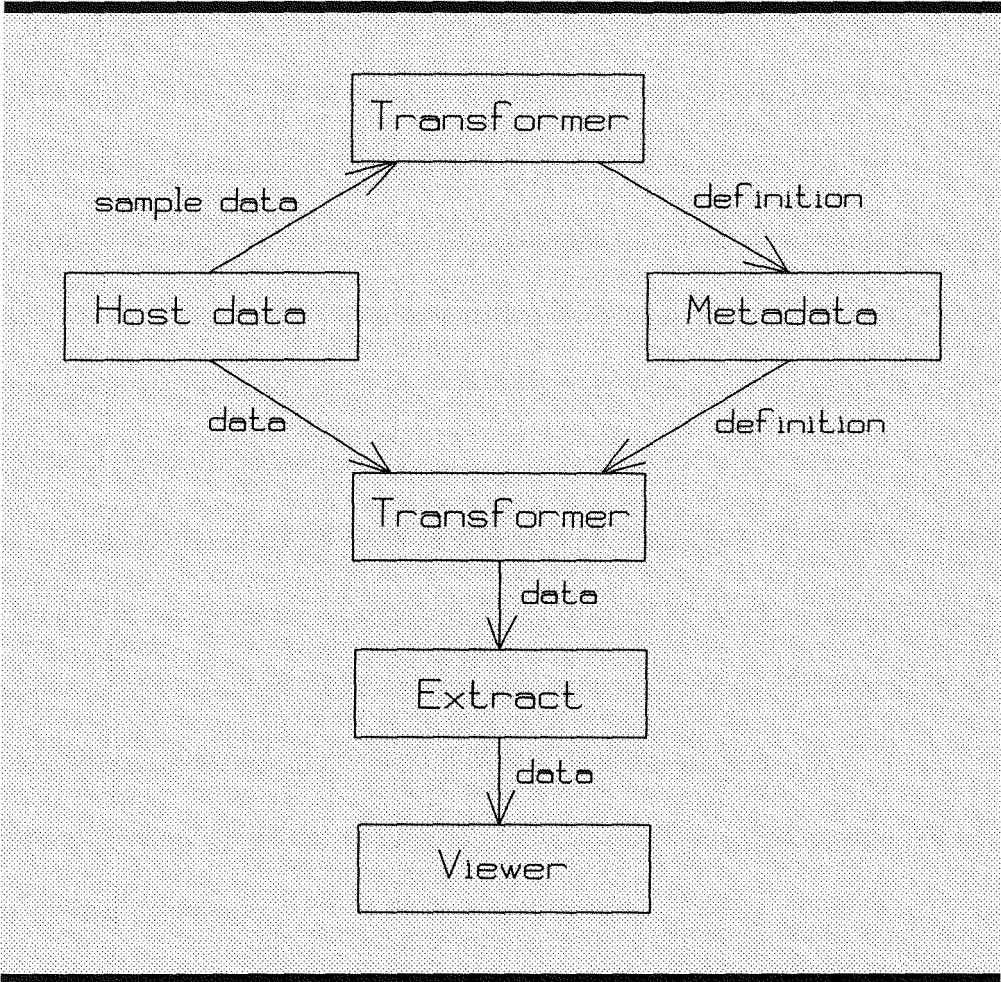 Transformer
sample data
definition
Host data
Metadata
data
definition
Transformer
data
Extract
data
Viewer